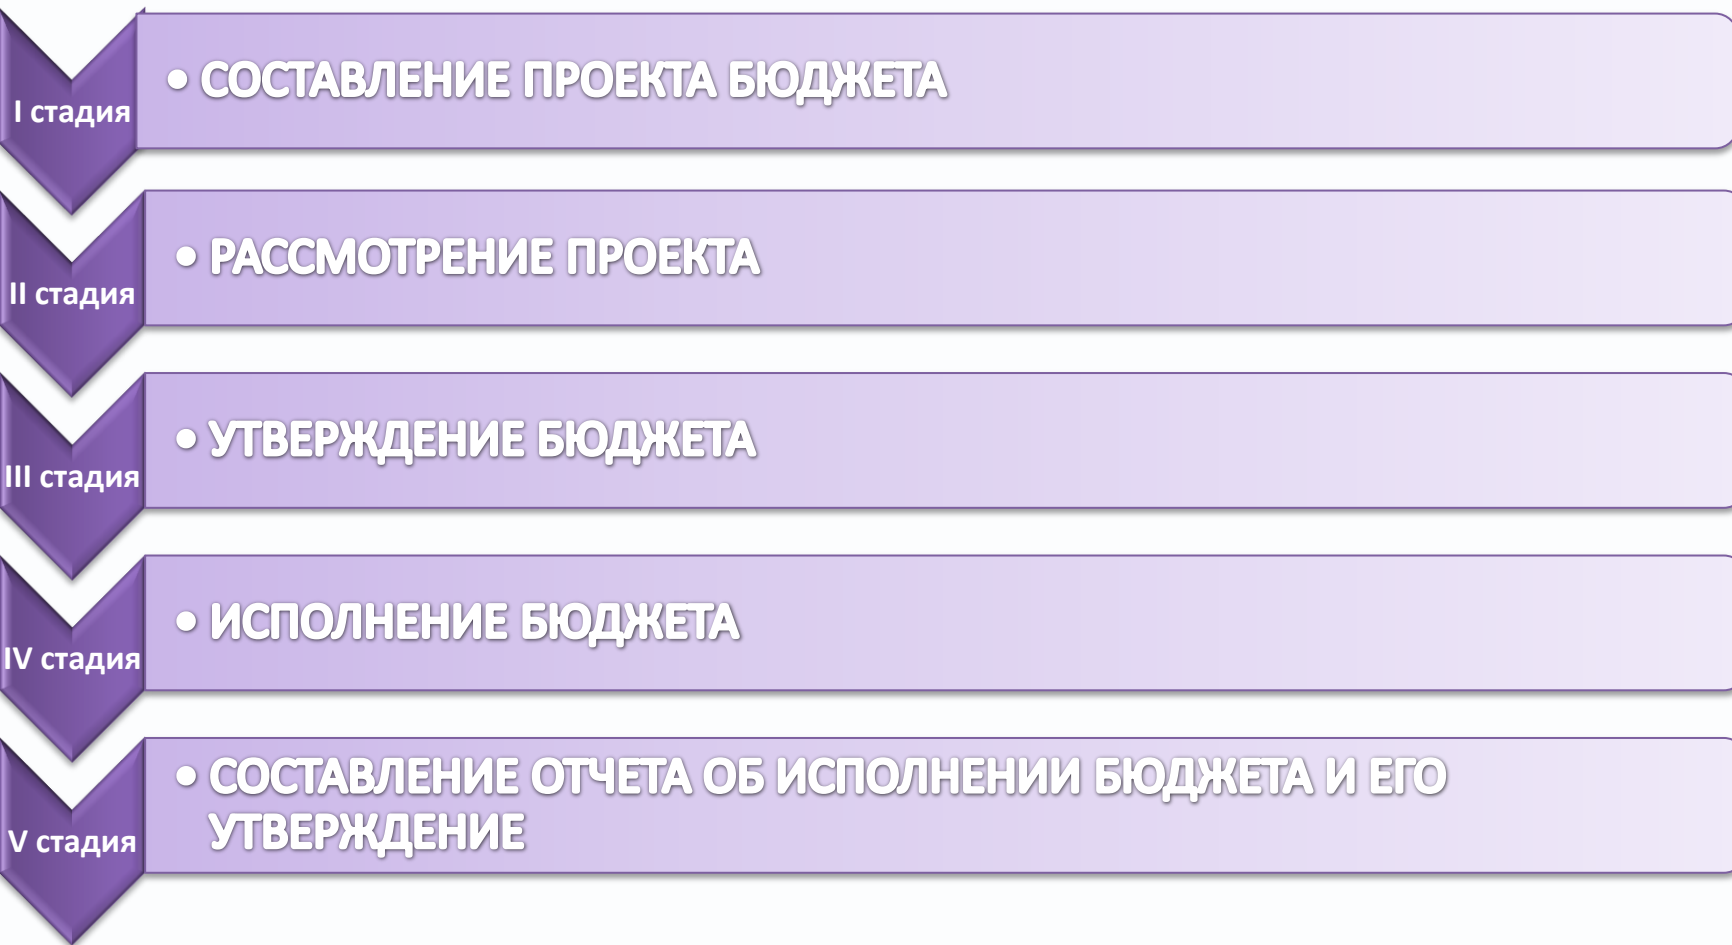 I стадия
• СОСТАВЛЕНИЕ ПРОЕКТА БЮДЖЕТА
II стадия
• РАССМОТРЕНИЕ ПРОЕКТА
III стадия
• УТВЕРЖДЕНИЕ БЮДЖЕТА
IV стадия
• ИСПОЛНЕНИЕ БЮДЖЕТА
V стадия
• СОСТАВЛЕНИЕ ОТЧЕТА ОБ ИСПОЛНЕНИИ БЮДЖЕТА И ЕГО
УТВЕРЖДЕНИЕ